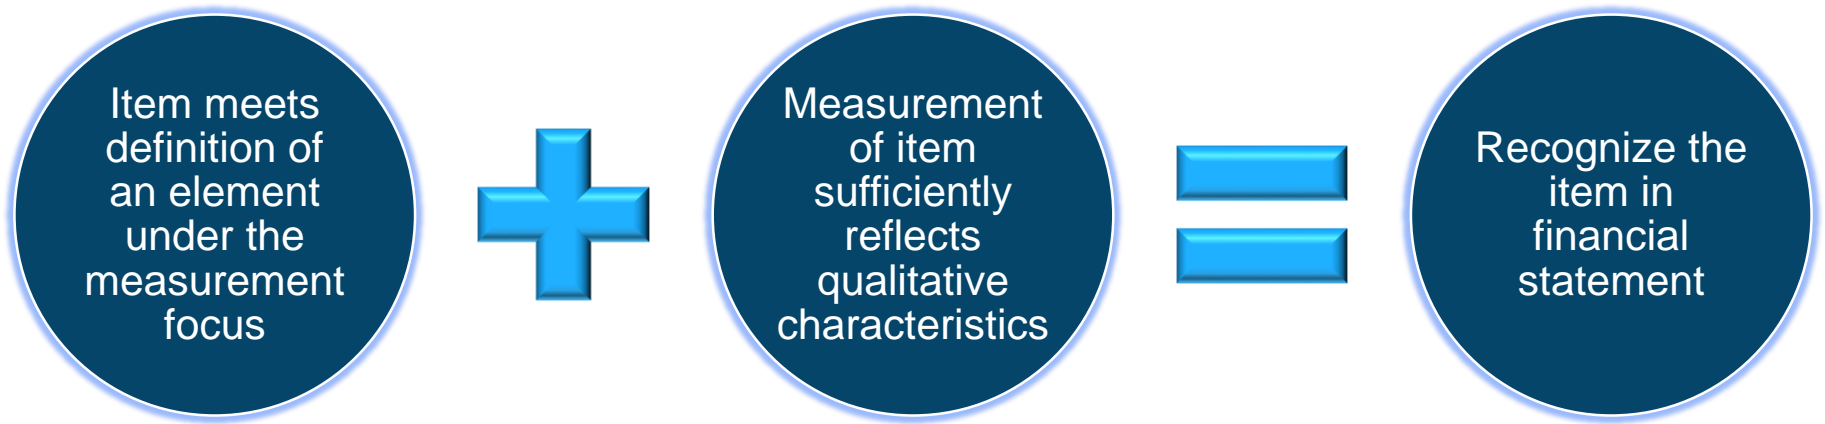 Item meets
definition of
an element
under the
measurement
focus
Measurement
of item
sufficiently
reflects
qualitative
characteristics
Recognize the
item in
financial
statement